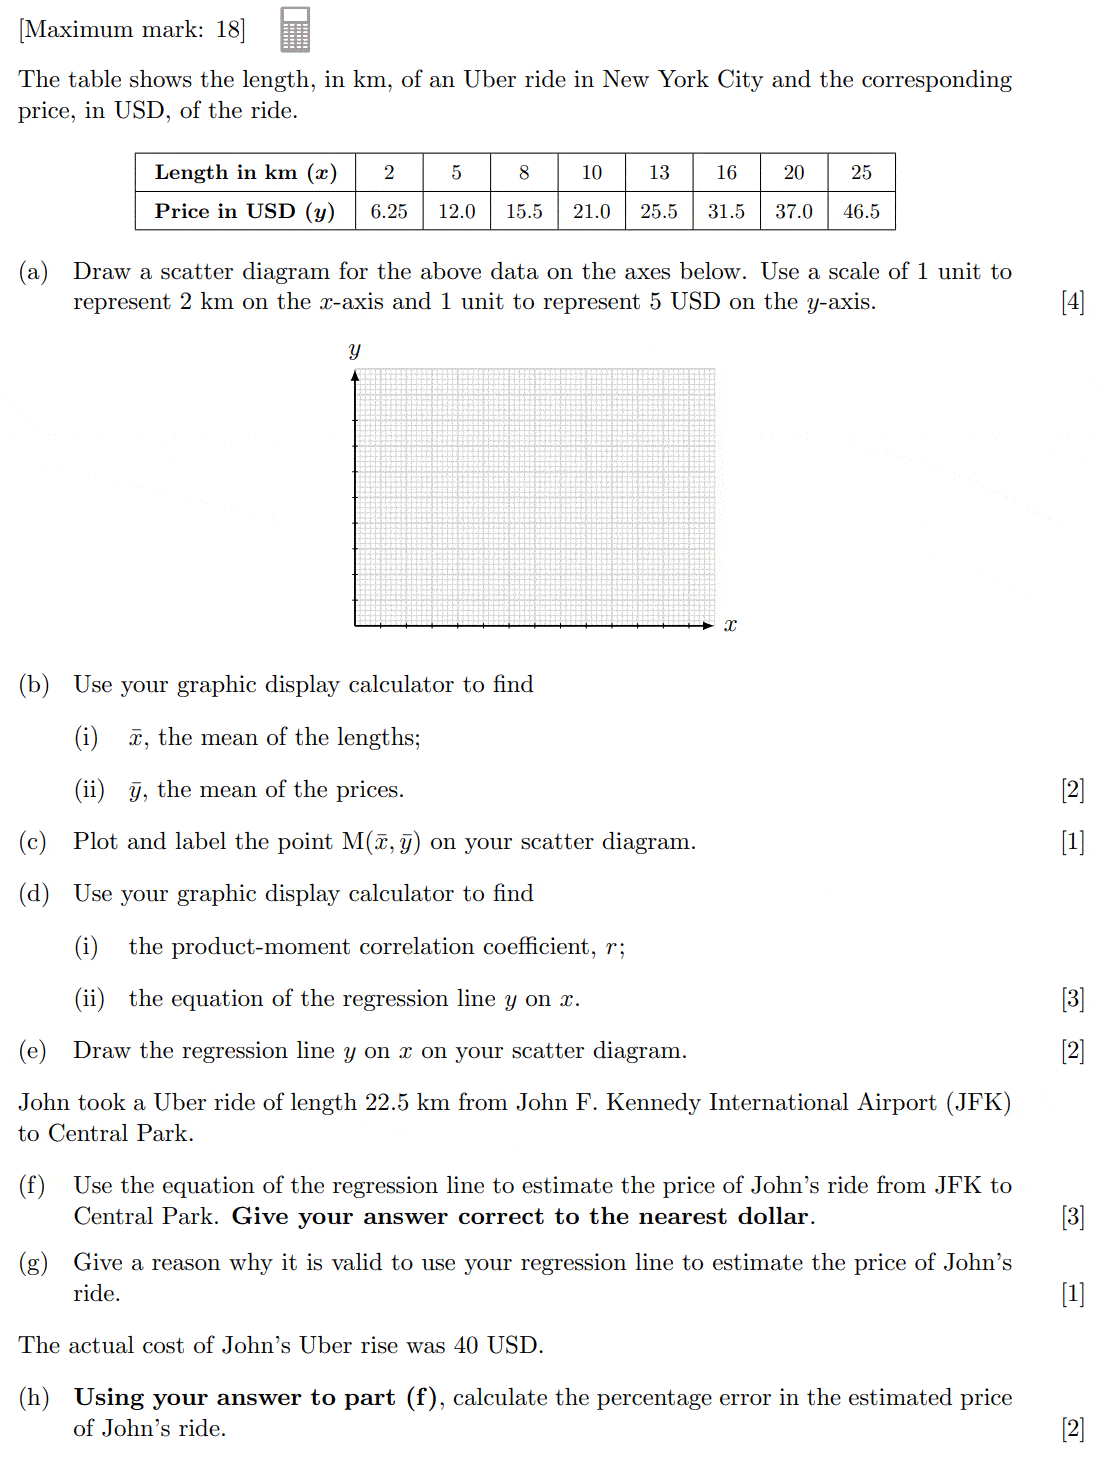 [Maximum mark: 18]
The table shows the length, in km, of an Uber ride in New York City and the corresponding
price, in USD, of the ride.
Length in km (x) 2 5 8 10 13 16 20 25
Price in USD (y) 6.25 12.0 15.5 21.0 25.5 31.5 37.0 46.5
(a) Draw a scatter diagram for the above data on the axes below. Use a scale of 1 unit to
represent 2 km on the x-axis and 1 unit to represent 5 USD on the y-axis. [4]
y
x
(b) Use your graphic display calculator to find
(i) x̄, the mean of the lengths;
(ii) ȳ, the mean of the prices. [2]
(c) Plot and label the point M(x̄, ȳ) on your scatter diagram. [1]
(d) Use your graphic display calculator to find
(i) the product-moment correlation coefficient, r;
(ii) the equation of the regression line y on x. [3]
(e) Draw the regression line y on x on your scatter diagram. [2]
John took a Uber ride of length 22.5 km from John F. Kennedy International Airport (JFK)
to Central Park.
(f) Use the equation of the regression line to estimate the price of John's ride from JFK to
Central Park. Give your answer correct to the nearest dollar. [3]
(g) Give a reason why it is valid to use your regression line to estimate the price of John's
ride. [1]
The actual cost of John's Uber rise was 40 USD.
(h) Using your answer to part (f), calculate the percentage error in the estimated price
of John's ride. [2]